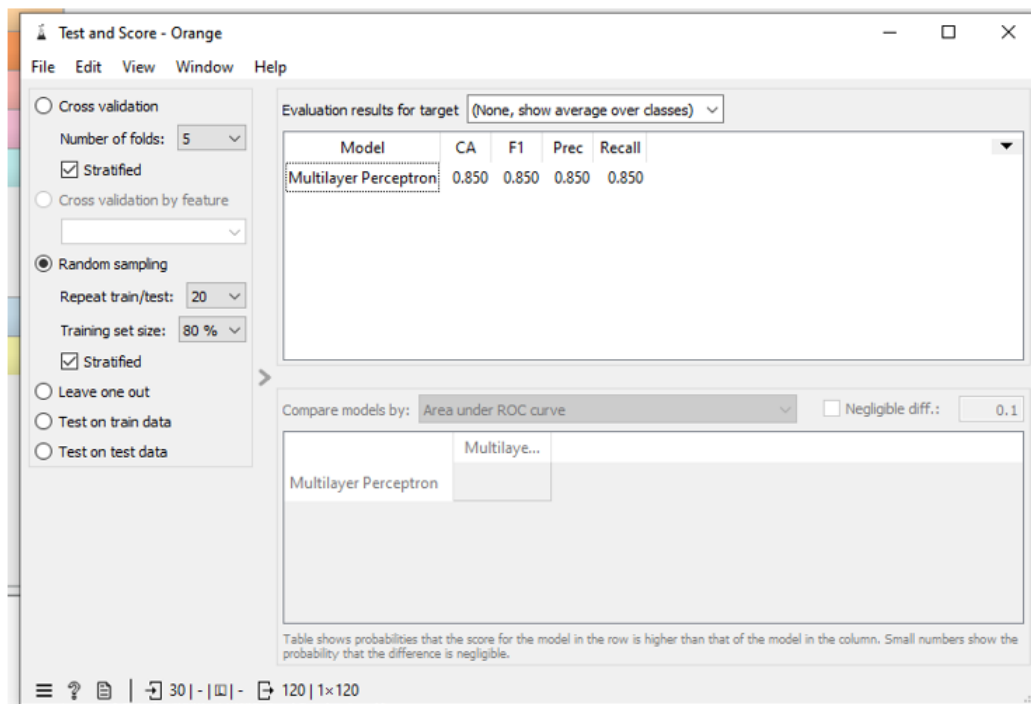 Test and Score - Orange
File Edit View Window Help
Cross validation
Number of folds: 5
Stratified
Cross validation by feature
Random sampling
Repeat train/test: 20
Training set size: 80 %
Stratified
Leave one out
Test on train data
Test on test data
Evaluation results for target (None, show average over classes)
Model CA F1 Prec Recall
Multilayer Perceptron 0.850 0.850 0.850 0.850
Compare models by: Area under ROC curve Negligible diff.: 0.1
Multilaye...
Multilayer Perceptron
Table shows probabilities that the score for the model in the row is higher than that of the model in the column. Small numbers show the
probability that the difference is negligible.
30 | - | - 120 | 1×120